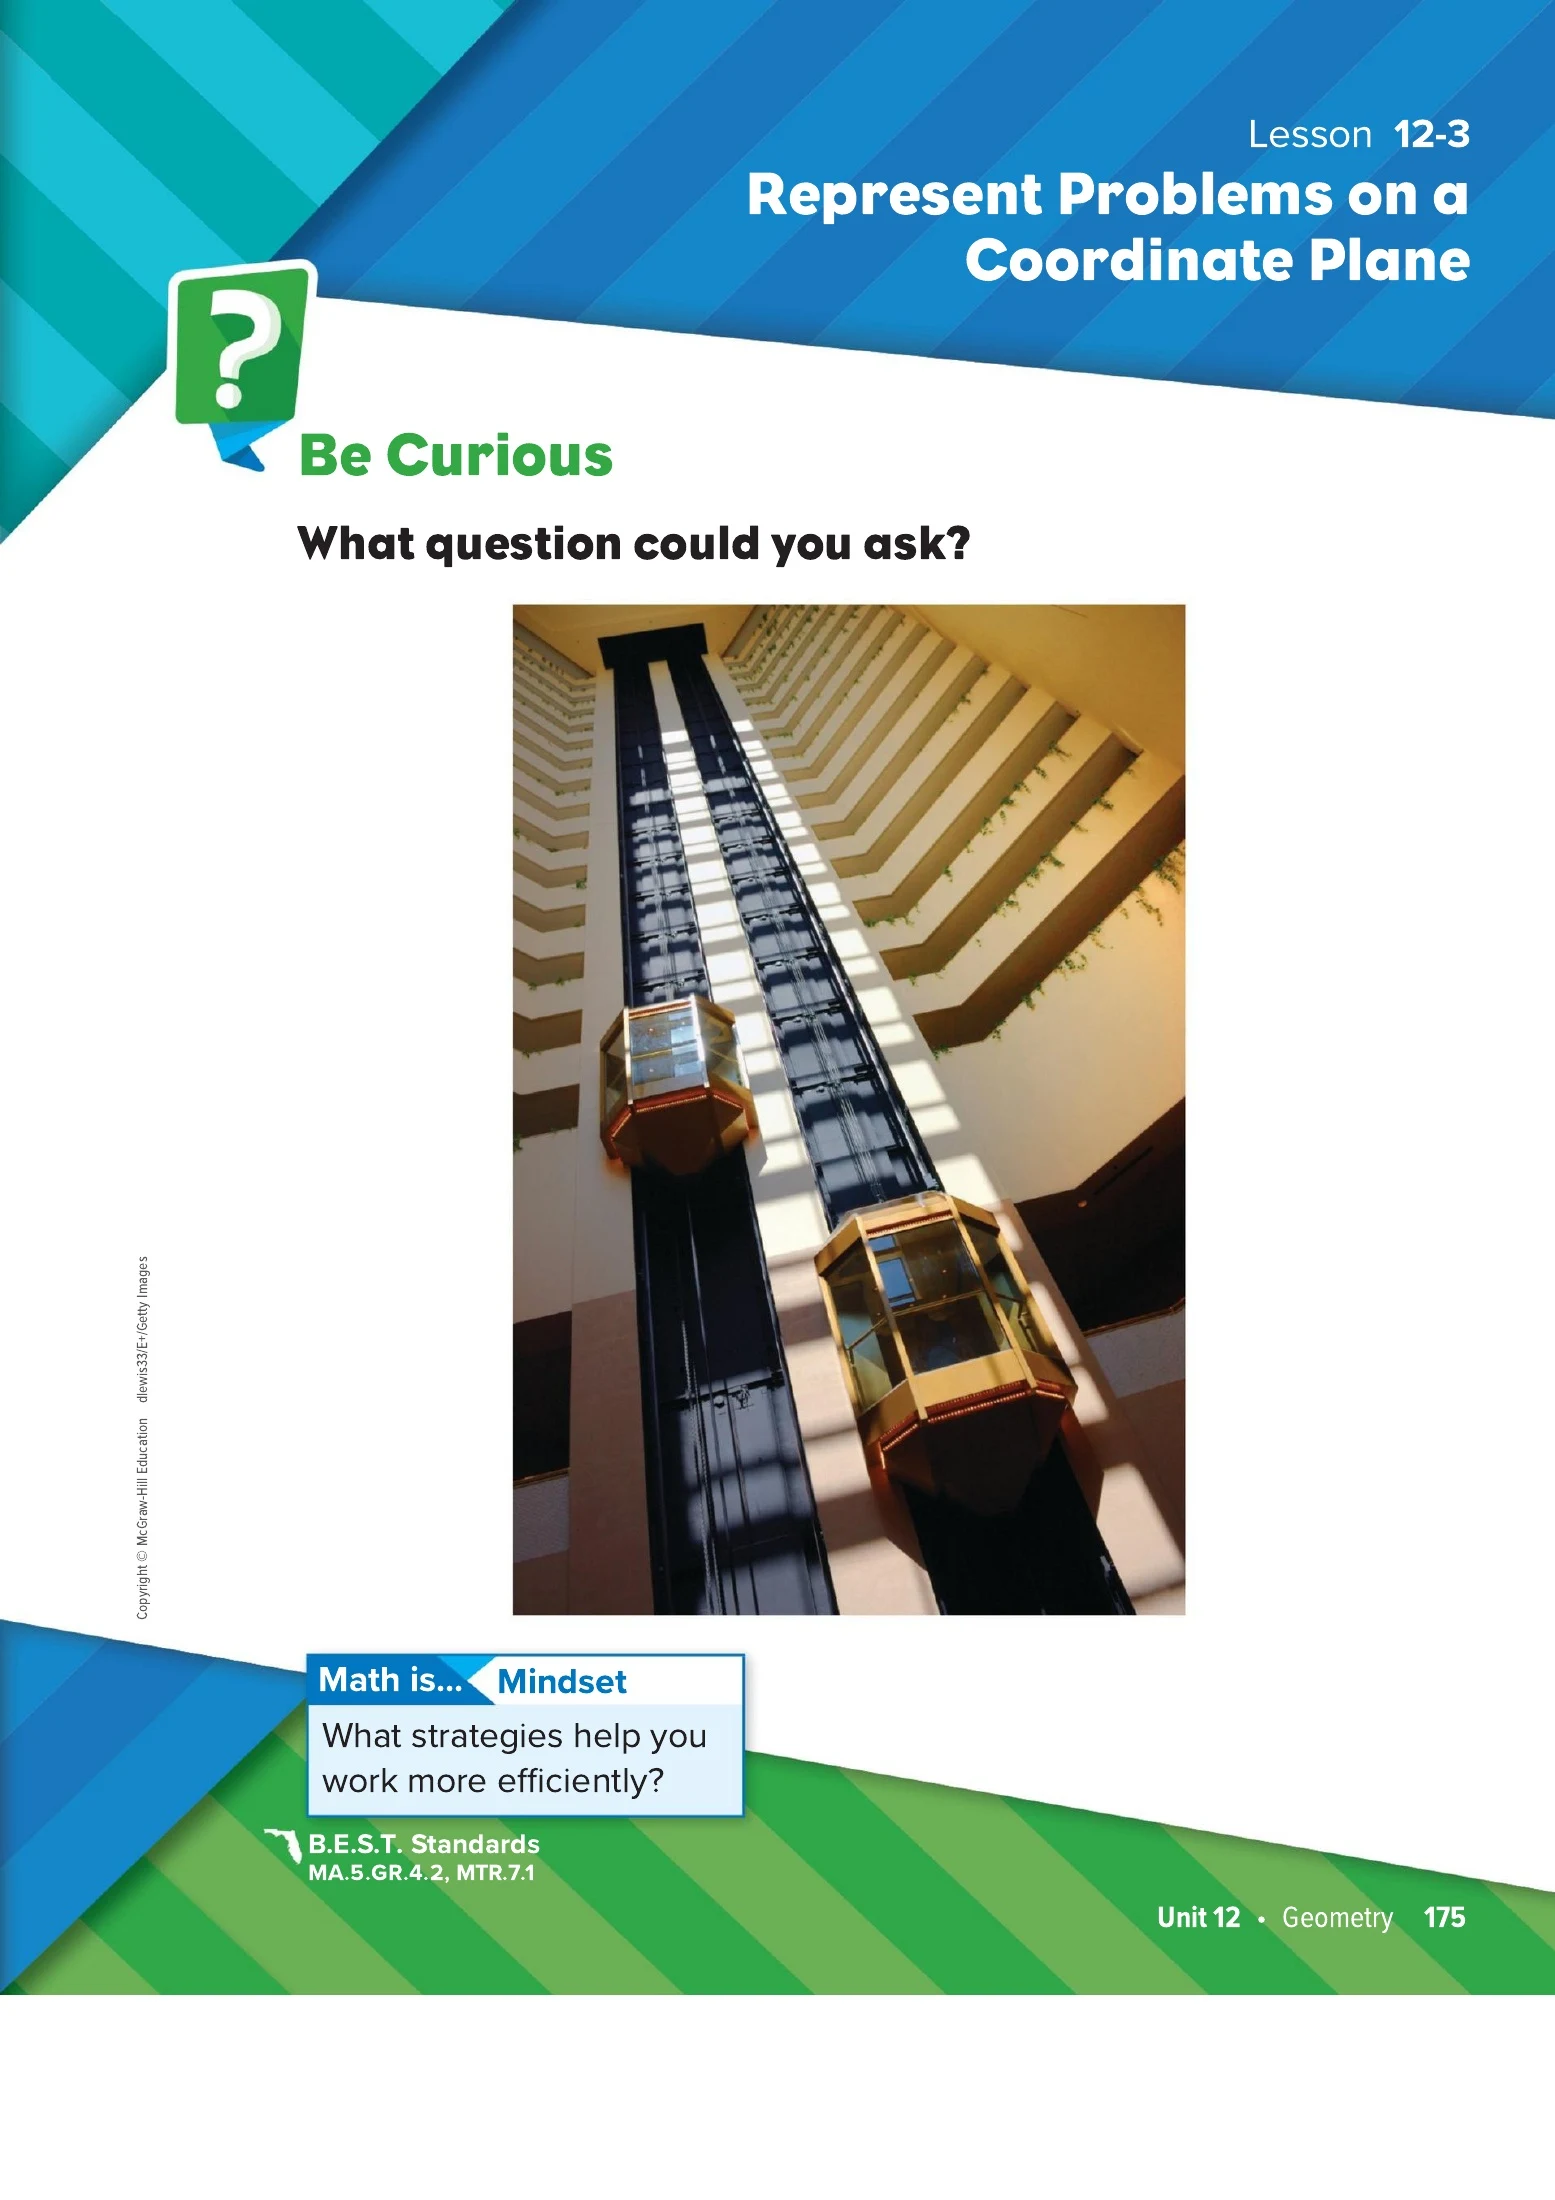 Lesson 12-3
Represent Problems on a
Coordinate Plane
?
Be Curious
What question could you ask?
Copyright © McGraw-Hill Education dlewis33/E+/Getty Images
Math is... Mindset
What strategies help you
work more efficiently?
B.E.S.T. Standards
MA.5.GR.4.2, MTR.7.1
Unit 12 • Geometry 175